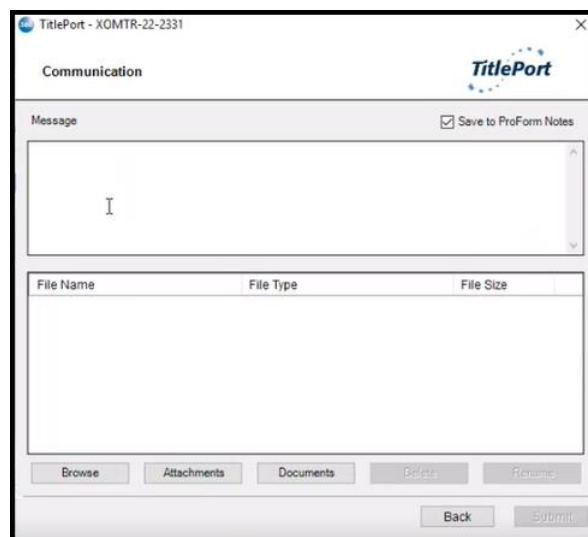 TitlePort - XOMTR-22-2331
Communication
TitlePort
Message
Save to ProForm Notes
File Name File Type File Size
Browse Attachments Documents Delete Rename
Back Submit